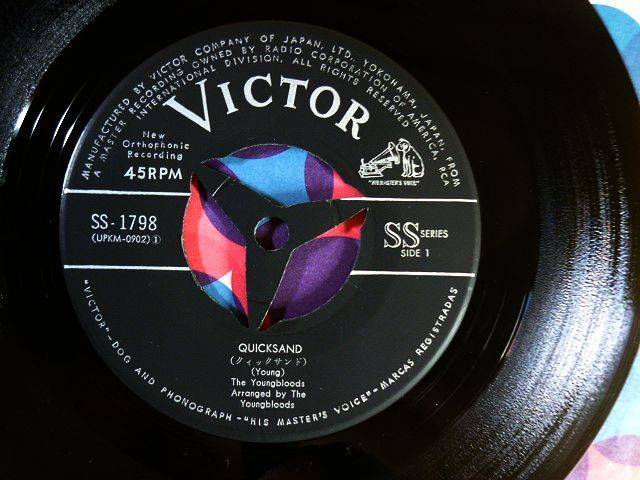 MANUFACTURED BY VICTOR COMPANY OF JAPAN, LTD., YOKOHAMA, JAPAN, FROM
A MASTER RECORDING OWNED BY RADIO CORPORATION OF AMERICA, RCA
INTERNATIONAL DIVISION. ALL RIGHTS RESERVED
VICTOR
New
Orthophonic
Recording
45RPM
"HIS MASTER'S VOICE"
SS-1798
(UPKM-0902)①
SS SERIES
SIDE 1
QUICKSAND
(クィックサンド)
(Young)
The Youngbloods
Arranged by The
Youngbloods
"VICTOR"—DOG AND PHONOGRAPH—"HIS MASTER'S VOICE"—MARCAS REGISTRADAS